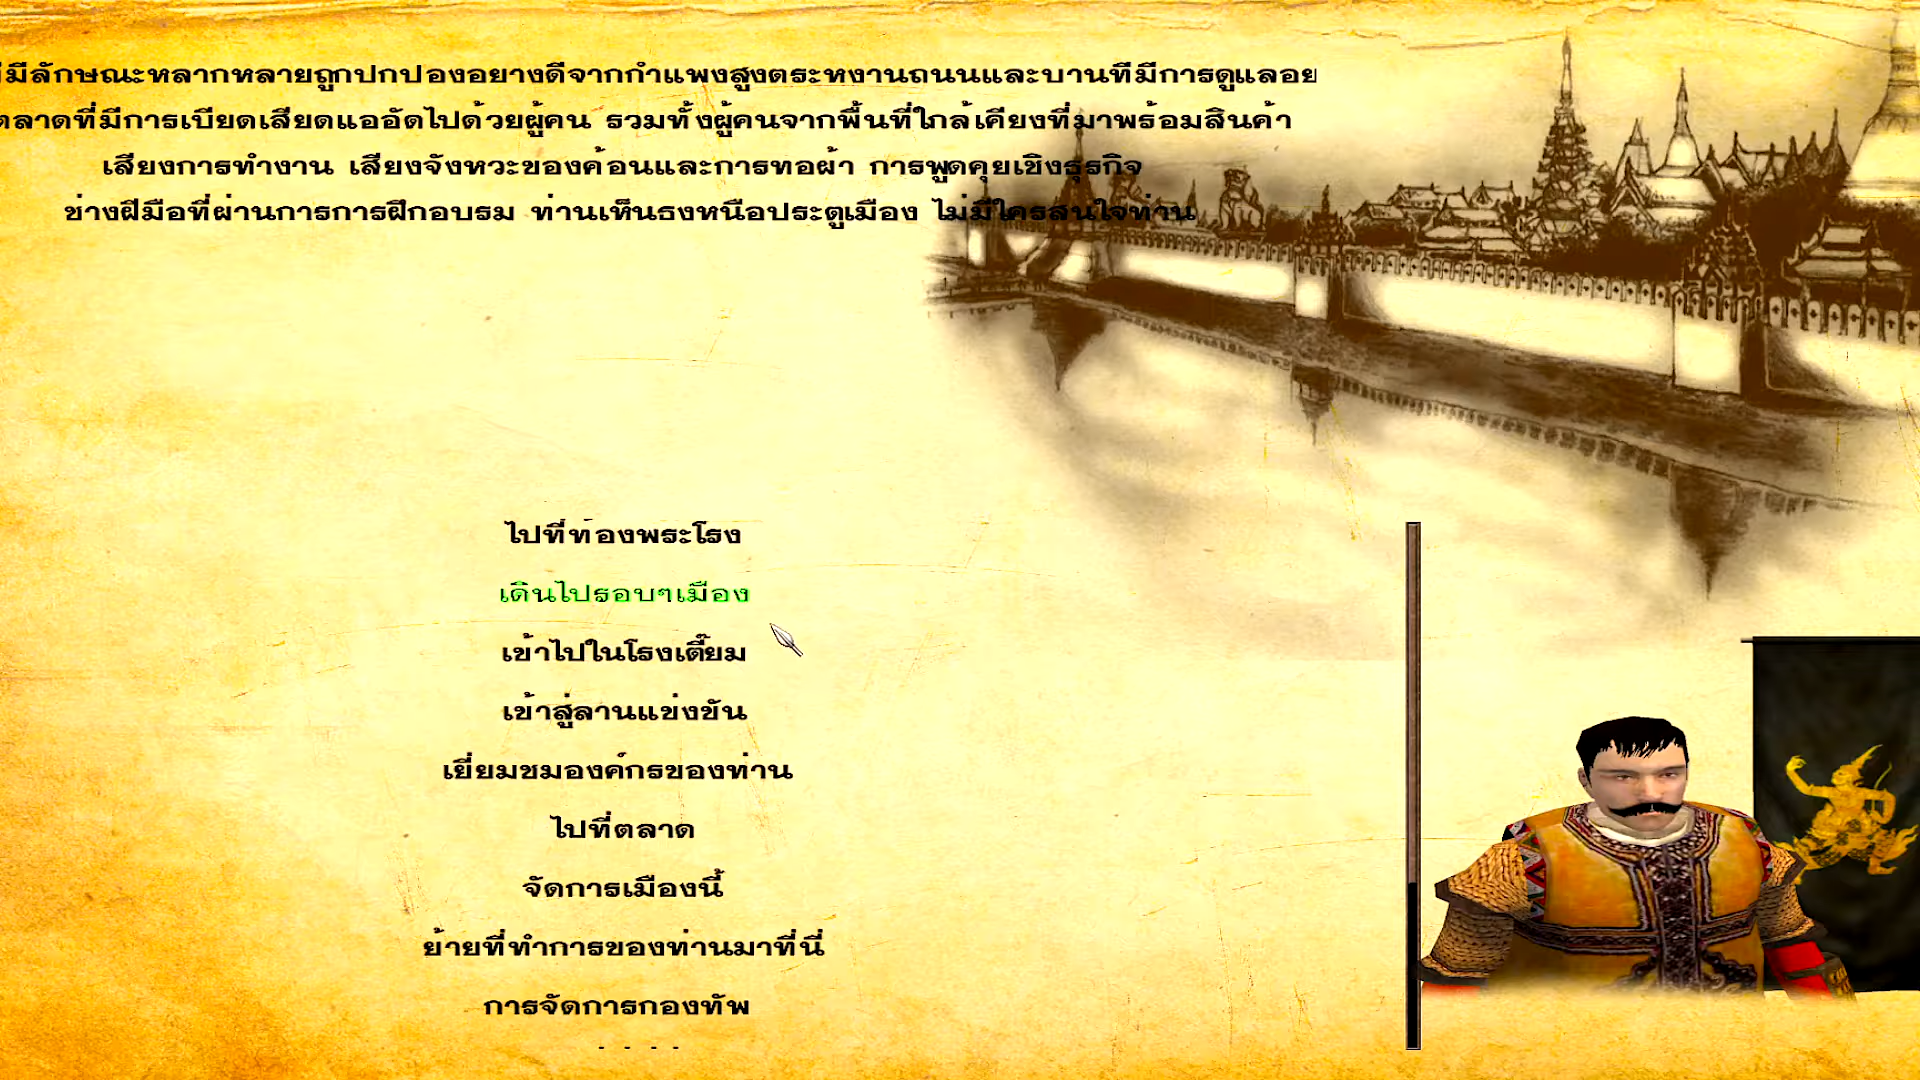 มีลักษณะหลากหลายถูกปกป้องอย่างดีจากกำแพงสูงตระหง่านถนนและบ้านที่มีการดูแลอย
ตลาดที่มีการเบียดเสียดแออัดไปด้วยผู้คน รวมทั้งผู้คนจากพื้นที่ใกล้เคียงที่มาพร้อมสินค้า
เสียงการทำงาน เสียงจังหวะของค้อนและการทอผ้า การพูดคุยเชิงธุรกิจ
ช่างฝีมือที่ผ่านการการฝึกอบรม ท่านเห็นธงหนือประตูเมือง ไม่มีใครสนใจท่าน
ไปที่ท้องพระโรง
เดินไปรอบๆเมือง
เข้าไปในโรงเตี๊ยม
เข้าสู่ลานแข่งขัน
เยี่ยมชมองค์กรของท่าน
ไปที่ตลาด
จัดการเมืองนี้
ย้ายที่ทำการของท่านมาที่นี่
การจัดการกองทัพ